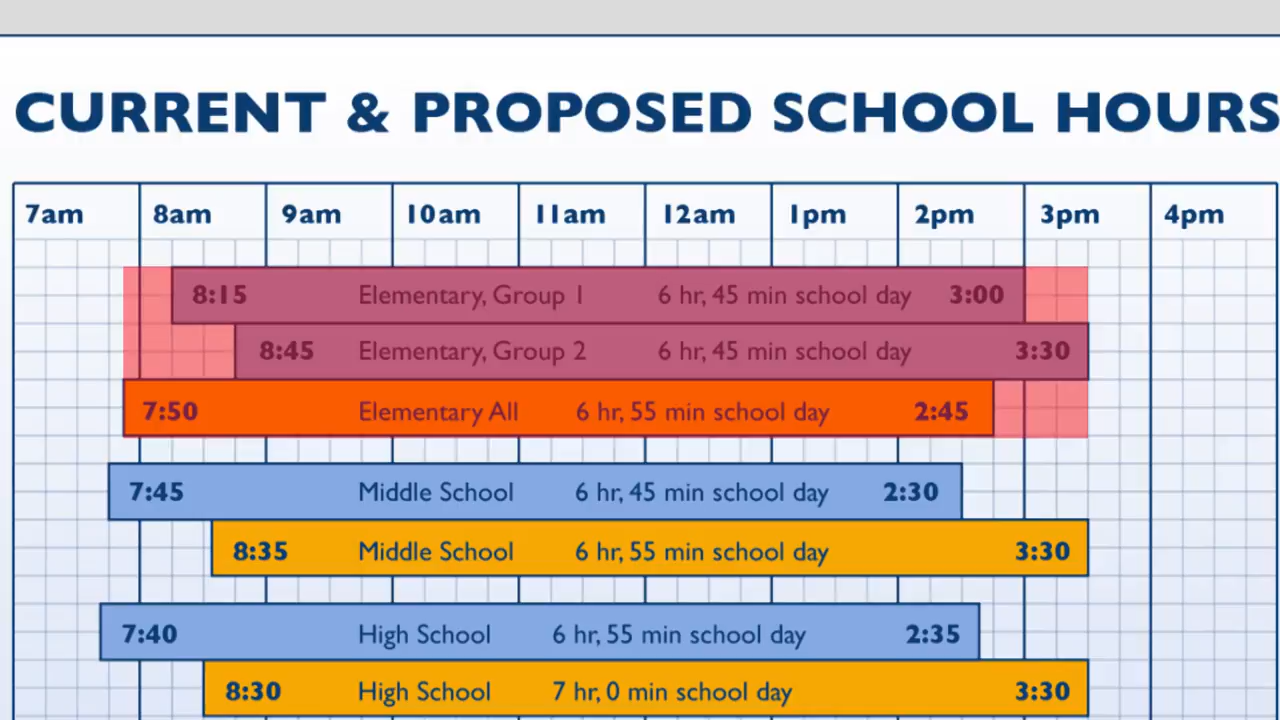 CURRENT & PROPOSED SCHOOL HOURS
7am 8am 9am 10am 11am 12am 1pm 2pm 3pm 4pm
8:15 Elementary, Group 1 6 hr, 45 min school day 3:00
8:45 Elementary, Group 2 6 hr, 45 min school day 3:30
7:50 Elementary All 6 hr, 55 min school day 2:45
7:45 Middle School 6 hr, 45 min school day 2:30
8:35 Middle School 6 hr, 55 min school day 3:30
7:40 High School 6 hr, 55 min school day 2:35
8:30 High School 7 hr, 0 min school day 3:30